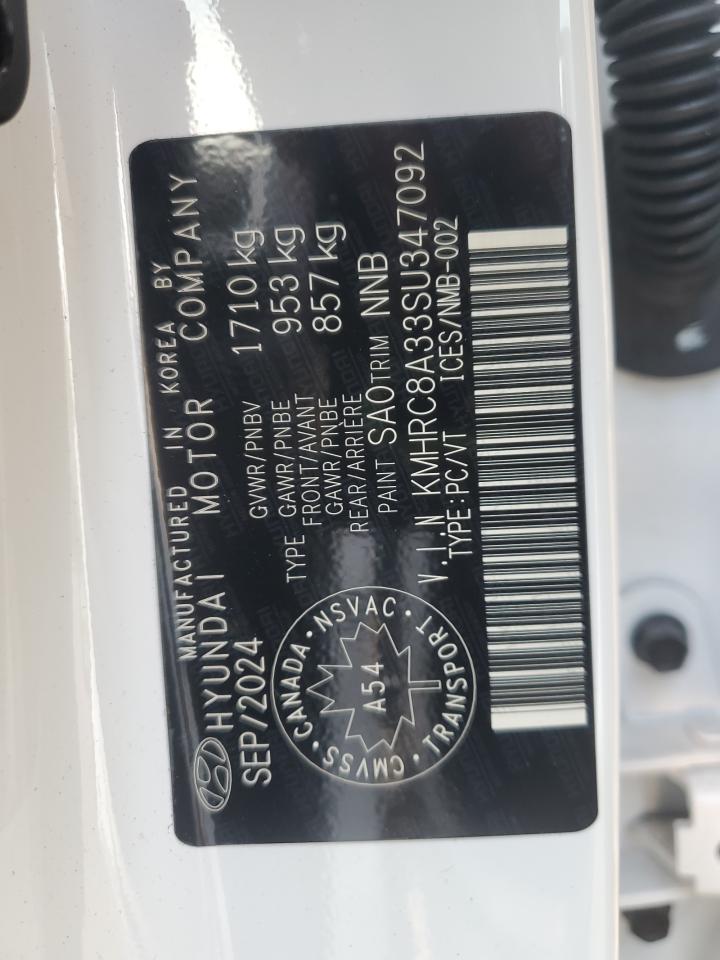 MANUFACTURED IN KOREA BY
HYUNDAI MOTOR COMPANY
SEP/2024 GVWR/PNBV 1710 kg
TYPE GAWR/PNBE
FRONT/AVANT 953 kg
GAWR/PNBE
REAR/ARRIÈRE 857 kg
PAINT SAO TRIM NNB
V.I.N KMHRC8A33SU347092
TYPE:PC/VT ICES/NMB-002
CANADA · NSVAC · TRANSPORT · CMVSS ·
A54